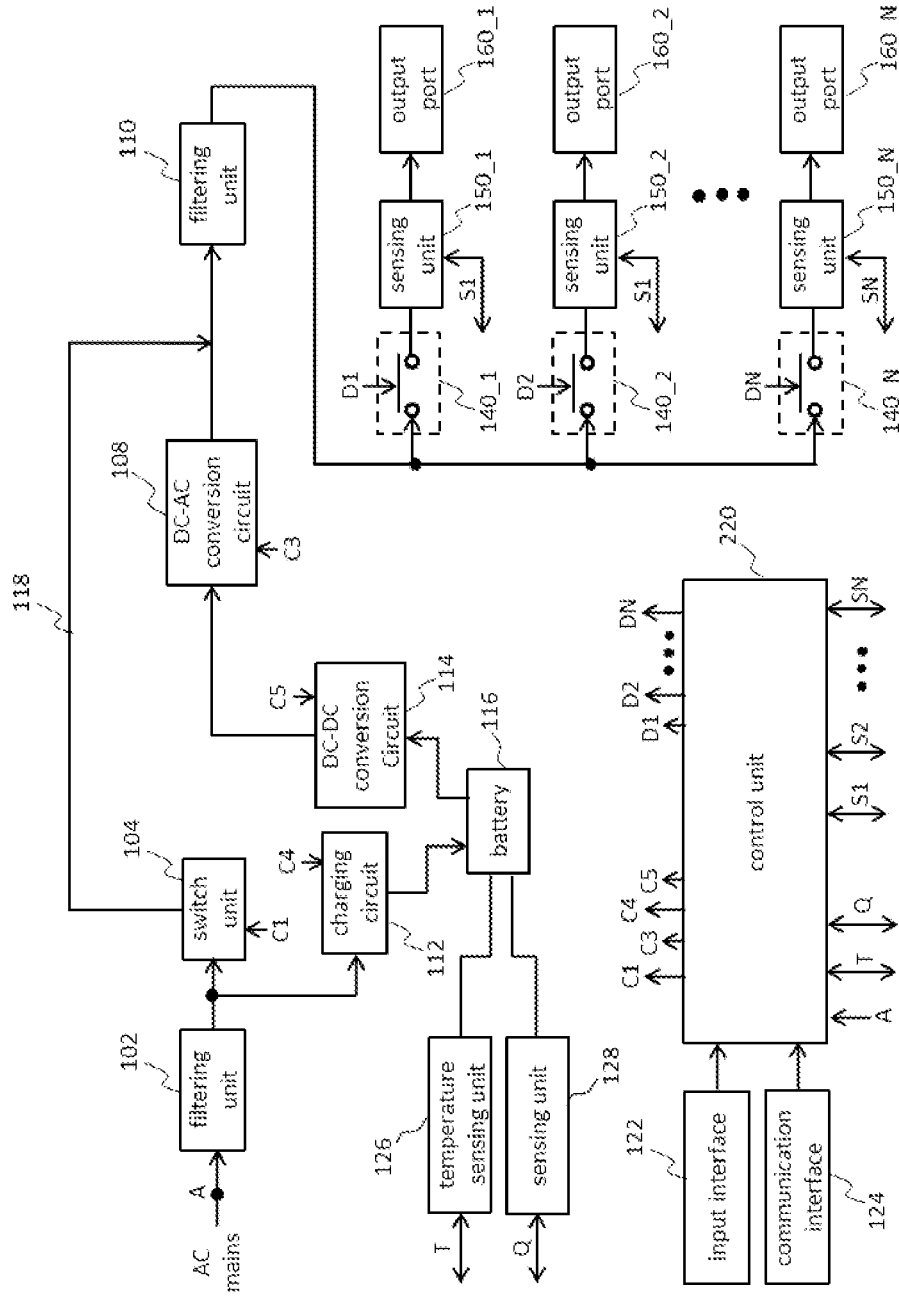 118
104
switch
unit
C1
108
DC-AC
conversion
circuit
C3
110
filtering
unit
102
filtering
unit
A
AC
mains
C4
charging
circuit
112
C5
DC-DC
conversion
Circuit
114
116
battery
126
temperature
sensing unit
T
sensing unit
128
Q
D1
140_1
sensing
unit
150_1
S1
output
port
160_1
D2
140_2
sensing
unit
150_2
S1
output
port
160_2
DN
140_N
sensing
unit
150_N
SN
output
port
160_N
122
input interface
communication
interface
124
220
control unit
C1
C3
C4
C5
D1
D2
DN
A
T
Q
S1
S2
SN